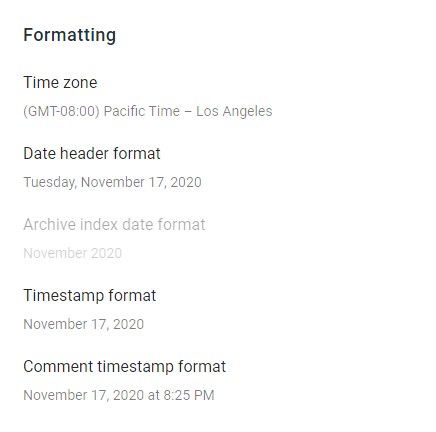 Formatting
Time zone
(GMT-08:00) Pacific Time – Los Angeles
Date header format
Tuesday, November 17, 2020
Archive index date format
November 2020
Timestamp format
November 17, 2020
Comment timestamp format
November 17, 2020 at 8:25 PM